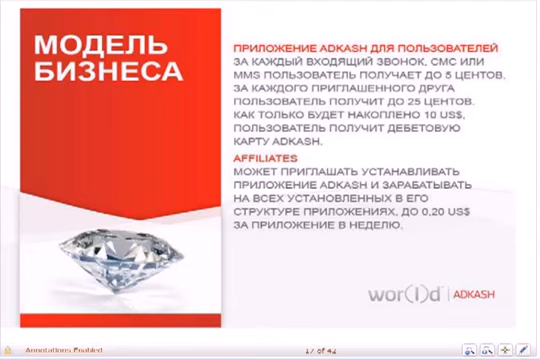 МОДЕЛЬ
БИЗНЕСА
ПРИЛОЖЕНИЕ ADKASH ДЛЯ ПОЛЬЗОВАТЕЛЕЙ
ЗА КАЖДЫЙ ВХОДЯЩИЙ ЗВОНОК, СМС ИЛИ
MMS ПОЛЬЗОВАТЕЛЬ ПОЛУЧАЕТ ДО 5 ЦЕНТОВ.
ЗА КАЖДОГО ПРИГЛАШЕННОГО ДРУГА
ПОЛЬЗОВАТЕЛЬ ПОЛУЧИТ ДО 25 ЦЕНТОВ.
КАК ТОЛЬКО БУДЕТ НАКОПЛЕНО 10 US$,
ПОЛЬЗОВАТЕЛЬ ПОЛУЧИТ ДЕБЕТОВУЮ
КАРТУ ADKASH.
AFFILIATES
МОЖЕТ ПРИГЛАШАТЬ УСТАНАВЛИВАТЬ
ПРИЛОЖЕНИЕ ADKASH И ЗАРАБАТЫВАТЬ
НА ВСЕХ УСТАНОВЛЕННЫХ В ЕГО
СТРУКТУРЕ ПРИЛОЖЕНИЯХ, ДО 0,20 US$
ЗА ПРИЛОЖЕНИЕ В НЕДЕЛЮ.
wor(l)d ADKASH
Annotations Enabled
17 of 42